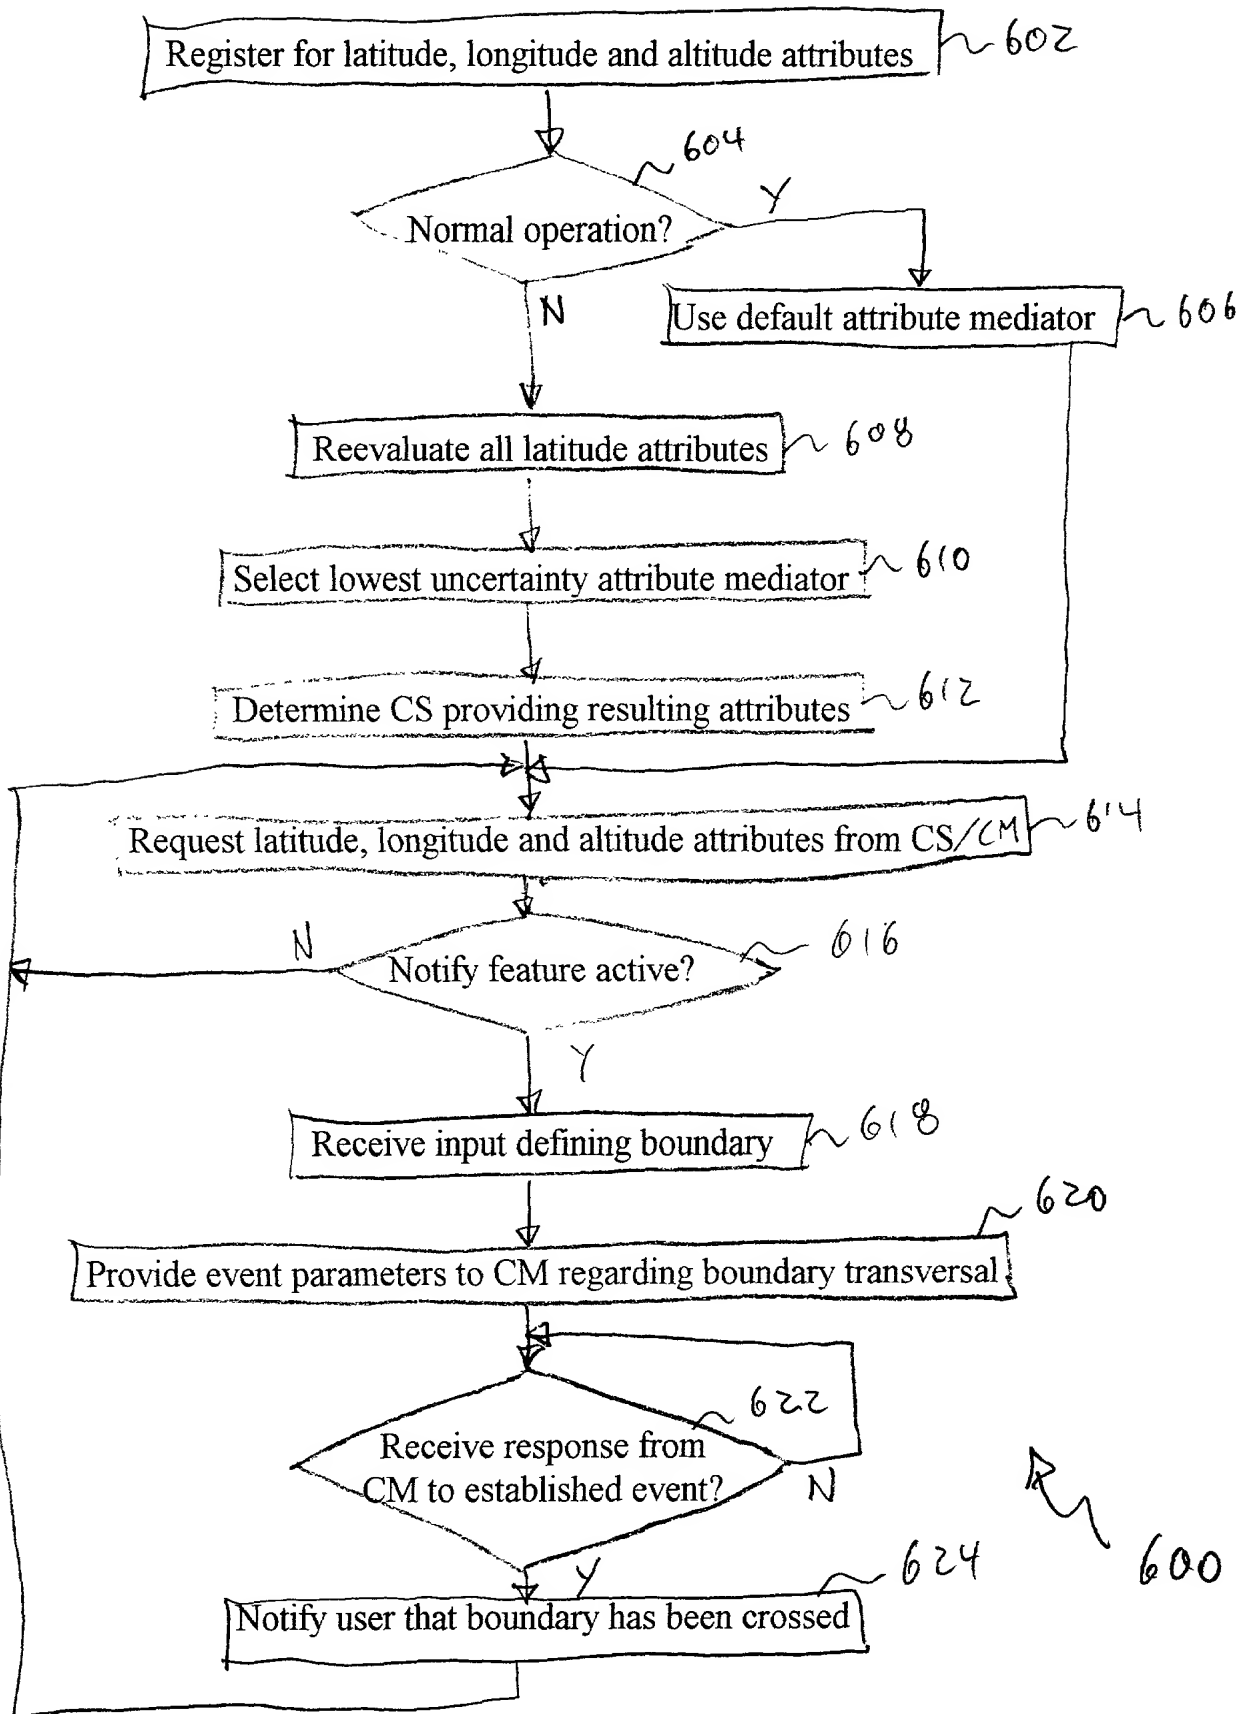 Register for latitude, longitude and altitude attributes 602
604
Normal operation?
Y
N
Use default attribute mediator 606
Reevaluate all latitude attributes 608
Select lowest uncertainty attribute mediator 610
Determine CS providing resulting attributes 612
Request latitude, longitude and altitude attributes from CS/CM 614
N
Notify feature active? 616
Y
Receive input defining boundary 618
620
Provide event parameters to CM regarding boundary transversal
622
Receive response from
CM to established event?
N
Y
600
624
Notify user that boundary has been crossed